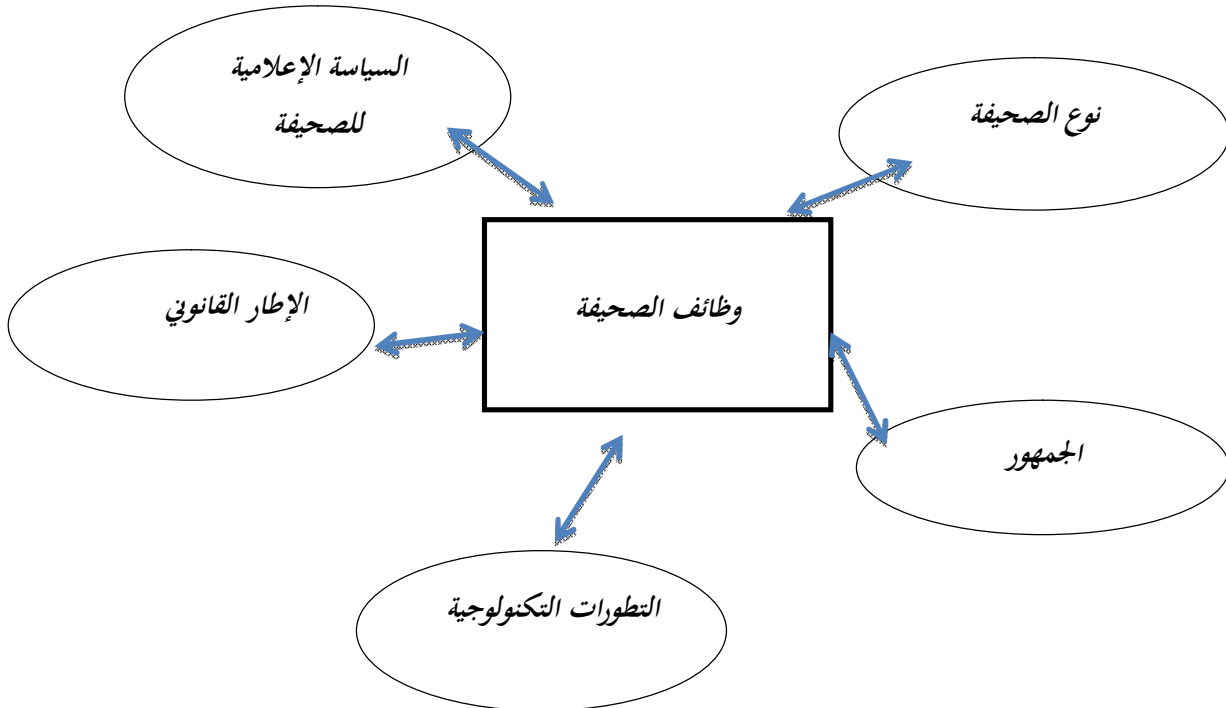 السياسة الإعلامية
للصحيفة
نوع الصحيفة
وظائف الصحيفة
الإطار القانوني
الجمهور
التطورات التكنولوجية